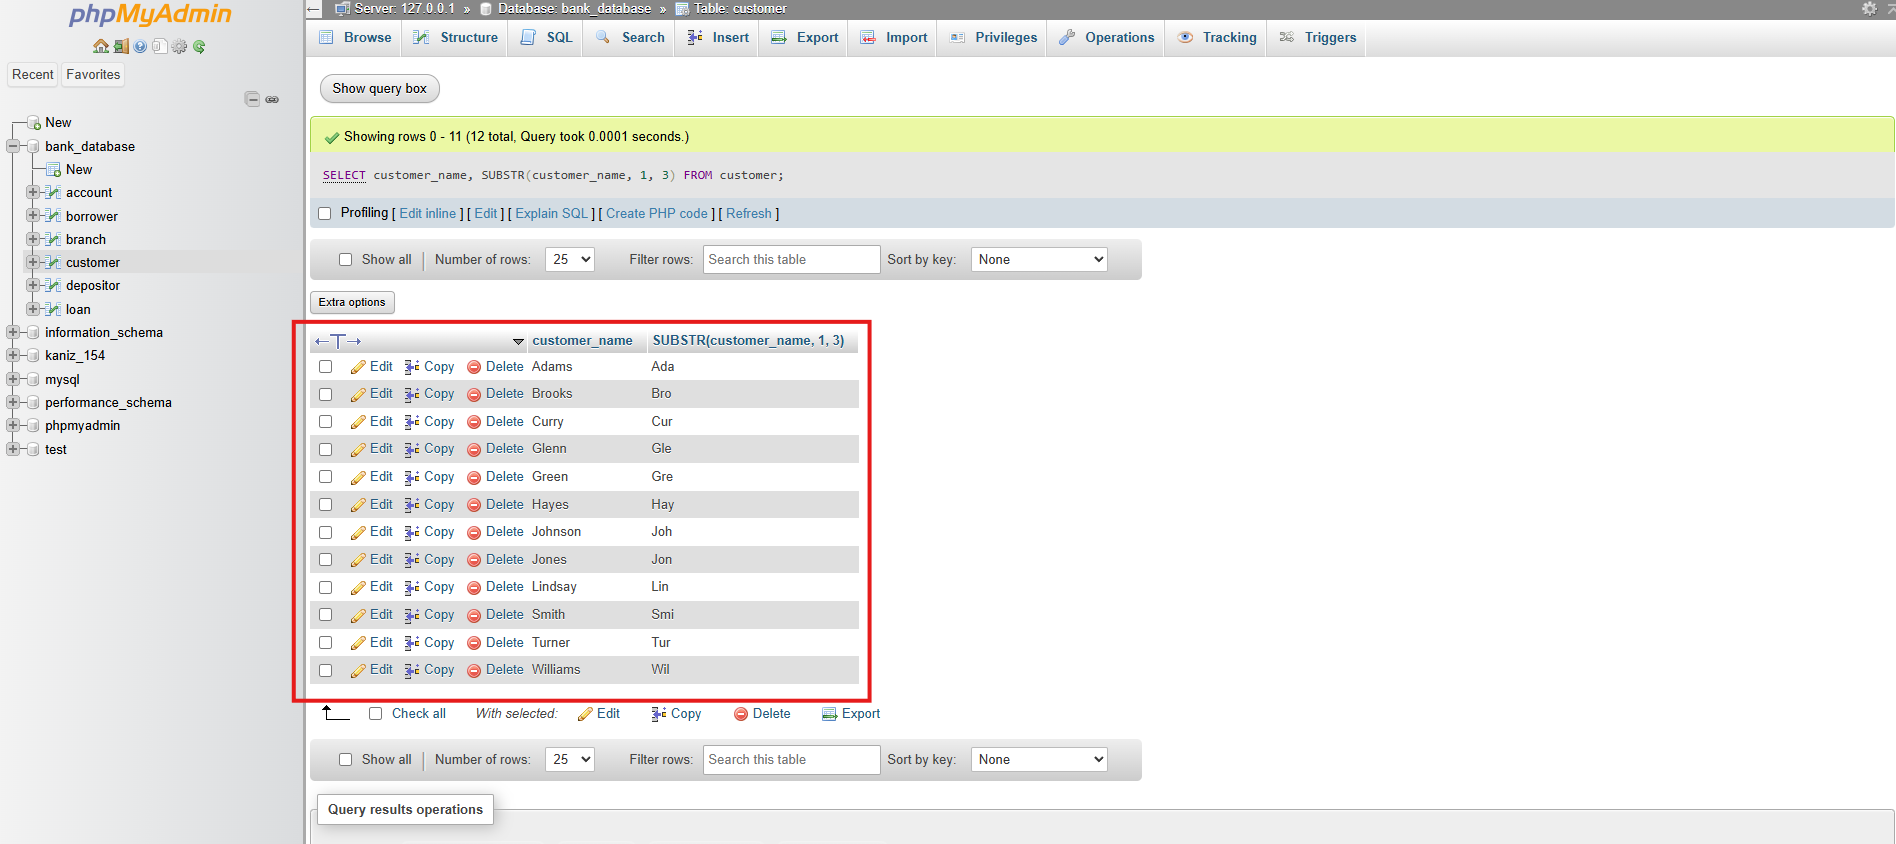 phpMyAdmin
Recent Favorites
New
bank_database
New
account
borrower
branch
customer
depositor
loan
information_schema
kaniz_154
mysql
performance_schema
phpmyadmin
test
Server: 127.0.0.1 » Database: bank_database » Table: customer
Browse Structure SQL Search Insert Export Import Privileges Operations Tracking Triggers
Show query box
Showing rows 0 - 11 (12 total, Query took 0.0001 seconds.)
SELECT customer_name, SUBSTR(customer_name, 1, 3) FROM customer;
Profiling [ Edit inline ] [ Edit ] [ Explain SQL ] [ Create PHP code ] [ Refresh ]
Show all | Number of rows: 25 Filter rows: Search this table Sort by key: None
Extra options
←T→ customer_name SUBSTR(customer_name, 1, 3)
Edit Copy Delete Adams Ada
Edit Copy Delete Brooks Bro
Edit Copy Delete Curry Cur
Edit Copy Delete Glenn Gle
Edit Copy Delete Green Gre
Edit Copy Delete Hayes Hay
Edit Copy Delete Johnson Joh
Edit Copy Delete Jones Jon
Edit Copy Delete Lindsay Lin
Edit Copy Delete Smith Smi
Edit Copy Delete Turner Tur
Edit Copy Delete Williams Wil
Check all With selected: Edit Copy Delete Export
Show all | Number of rows: 25 Filter rows: Search this table Sort by key: None
Query results operations